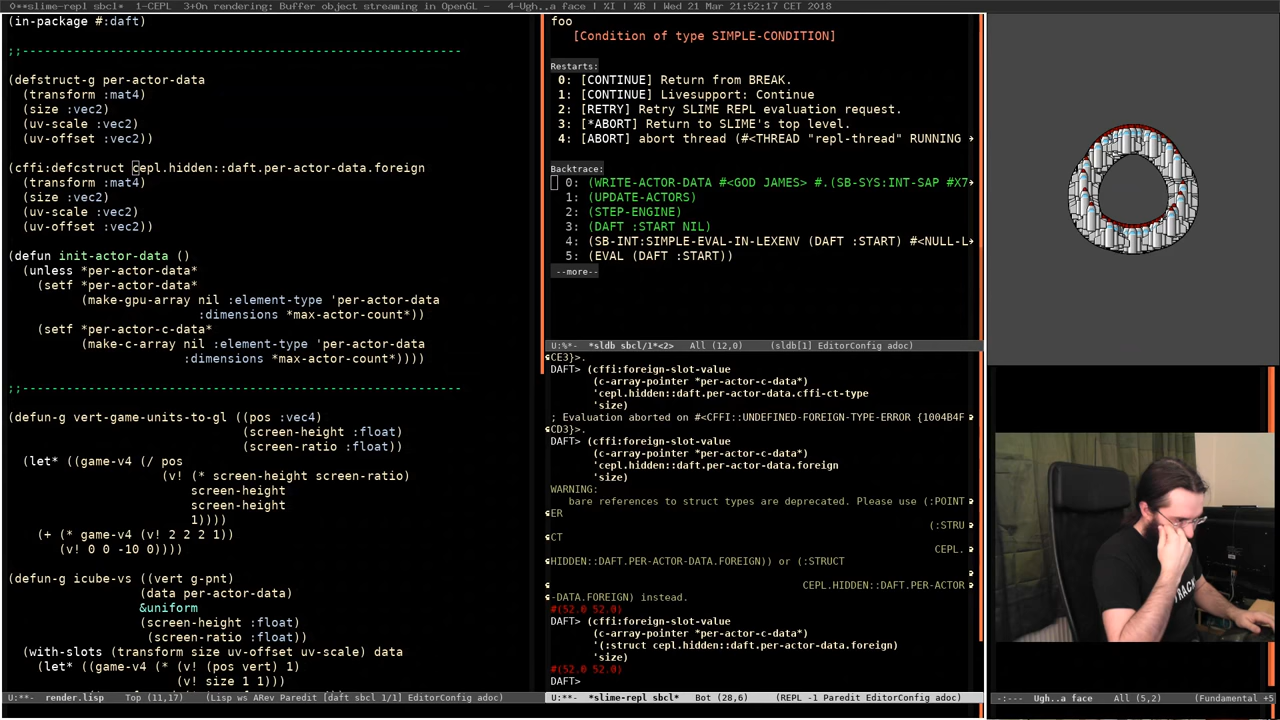 0**slime-repl sbcl* 1-CEPL 3+On rendering: Buffer object streaming in OpenGL - 4-Ugh..a face | %I | %B | Wed 21 Mar 21:52:17 CET 2018
(in-package #:daft)
;;------------------------------------------------------------
(defstruct-g per-actor-data
(transform :mat4)
(size :vec2)
(uv-scale :vec2)
(uv-offset :vec2))
(cffi:defcstruct cepl.hidden::daft.per-actor-data.foreign
(transform :mat4)
(size :vec2)
(uv-scale :vec2)
(uv-offset :vec2))
(defun init-actor-data ()
(unless *per-actor-data*
(setf *per-actor-data*
(make-gpu-array nil :element-type 'per-actor-data
:dimensions *max-actor-count*))
(setf *per-actor-c-data*
(make-c-array nil :element-type 'per-actor-data
:dimensions *max-actor-count*))))
;;------------------------------------------------------------
(defun-g vert-game-units-to-gl ((pos :vec4)
(screen-height :float)
(screen-ratio :float))
(let* ((game-v4 (/ pos
(v! (* screen-height screen-ratio)
screen-height
screen-height
1))))
(+ (* game-v4 (v! 2 2 2 1))
(v! 0 0 -10 0))))
(defun-g icube-vs ((vert g-pnt)
(data per-actor-data)
&uniform
(screen-height :float)
(screen-ratio :float))
(with-slots (transform size uv-offset uv-scale) data
(let* ((game-v4 (* (v! (pos vert) 1)
(v! size 1 1)))
U:**- render.lisp Top (11,17) (Lisp ws ARev Paredit [daft sbcl 1/1] EditorConfig adoc)
foo
[Condition of type SIMPLE-CONDITION]
Restarts:
0: [CONTINUE] Return from BREAK.
1: [CONTINUE] Livesupport: Continue
2: [RETRY] Retry SLIME REPL evaluation request.
3: [*ABORT] Return to SLIME's top level.
4: [ABORT] abort thread (#<THREAD "repl-thread" RUNNING
Backtrace:
0: (WRITE-ACTOR-DATA #<GOD JAMES> #.(SB-SYS:INT-SAP #X7
1: (UPDATE-ACTORS)
2: (STEP-ENGINE)
3: (DAFT :START NIL)
4: (SB-INT:SIMPLE-EVAL-IN-LEXENV (DAFT :START) #<NULL-L
5: (EVAL (DAFT :START))
--more--
U:%*- *sldb sbcl/1*<2> All (12,0) (sldb[1] EditorConfig adoc)
CE3}>.
DAFT> (cffi:foreign-slot-value
(c-array-pointer *per-actor-c-data*)
'cepl.hidden::daft.per-actor-data.cffi-ct-type
'size)
; Evaluation aborted on #<CFFI::UNDEFINED-FOREIGN-TYPE-ERROR {1004B4F
CD3}>.
DAFT> (cffi:foreign-slot-value
(c-array-pointer *per-actor-c-data*)
'cepl.hidden::daft.per-actor-data.foreign
'size)
WARNING:
bare references to struct types are deprecated. Please use (:POINT
ER
(:STRU
CT
CEPL.
HIDDEN::DAFT.PER-ACTOR-DATA.FOREIGN)) or (:STRUCT
CEPL.HIDDEN::DAFT.PER-ACTOR
-DATA.FOREIGN) instead.
#(52.0 52.0)
DAFT> (cffi:foreign-slot-value
(c-array-pointer *per-actor-c-data*)
'(:struct cepl.hidden::daft.per-actor-data.foreign)
'size)
#(52.0 52.0)
DAFT>
U:**- *slime-repl sbcl* Bot (28,6) (REPL -1 Paredit EditorConfig adoc)
-:--- Ugh..a face All (5,2) (Fundamental +5